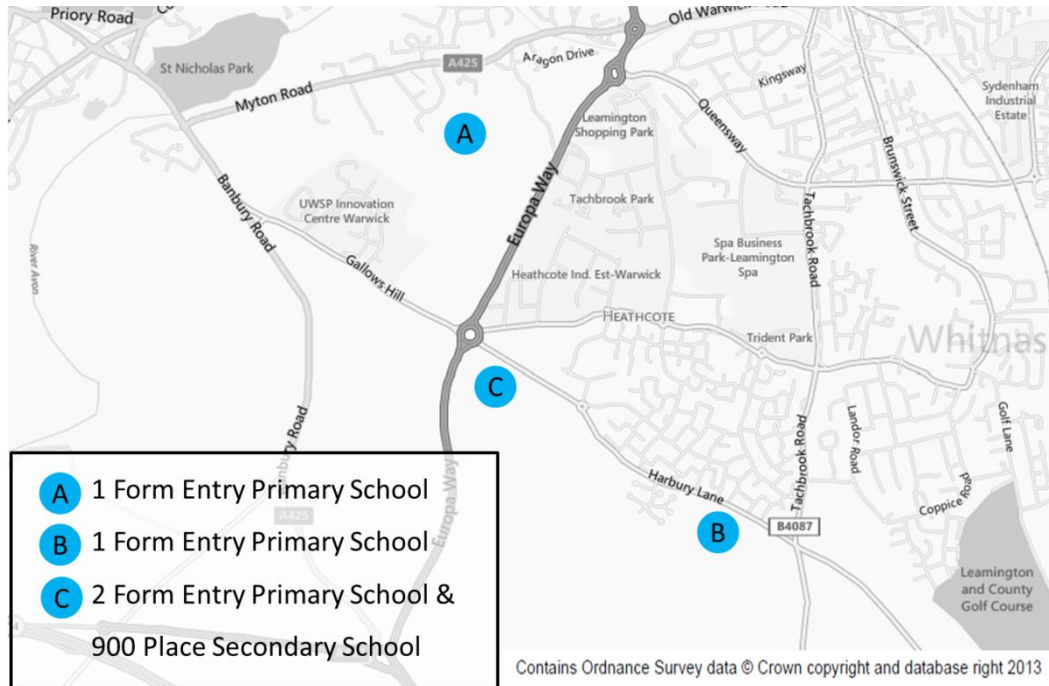 Priory Road
Old Warwick
St Nicholas Park
A425
Aragon Drive
Myton Road
A
Kingsway
Sydenham
Industrial
Estate
Leamington
Shopping Park
Queensway
Brunswick Street
Banbury Road
UWSP Innovation
Centre Warwick
Europa Way
Tachbrook Park
Tachbrook Road
Spa Business
Park-Leamington
Spa
River Avon
Gallows Hill
Heathcote Ind. Est-Warwick
HEATHCOTE
Trident Park
Whitnas
C
Banbury Road
Landor Road
Golf Lane
Tachbrook Road
Harbury Lane
Coppice Road
B
B4087
Leamington
and County
Golf Course
Europa Way
A425
A 1 Form Entry Primary School
B 1 Form Entry Primary School
C 2 Form Entry Primary School &
900 Place Secondary School
Contains Ordnance Survey data © Crown copyright and database right 2013